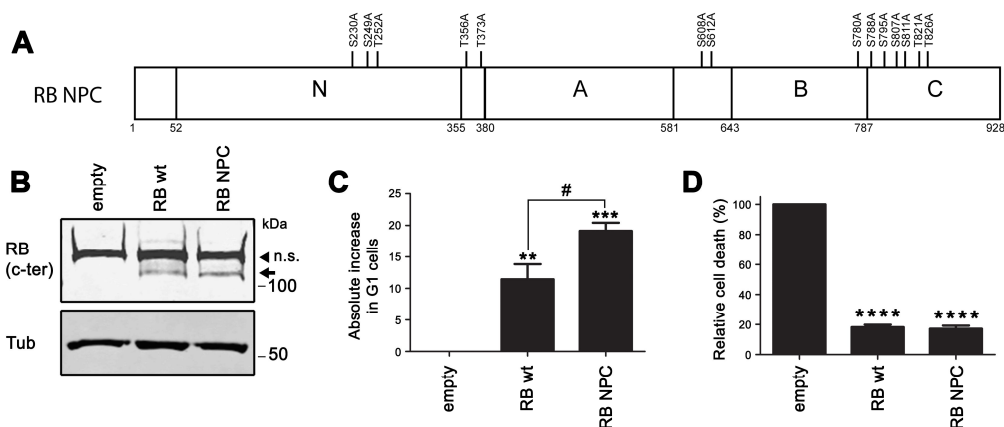 A
S230A S249A T252A T356A T373A S608A S612A S780A S788A S795A S807A S811A T821A T826A
RB NPC
N A B C
1 52 355 380 581 643 787 928
B
empty RB wt RB NPC
kDa
RB
(c-ter)
n.s.
100
Tub
50
C
Absolute increase
in G1 cells
25
20
15
10
5
0
#
** ***
empty RB wt RB NPC
D
Relative cell death (%)
100
80
60
40
20
0
**** ****
empty RB wt RB NPC